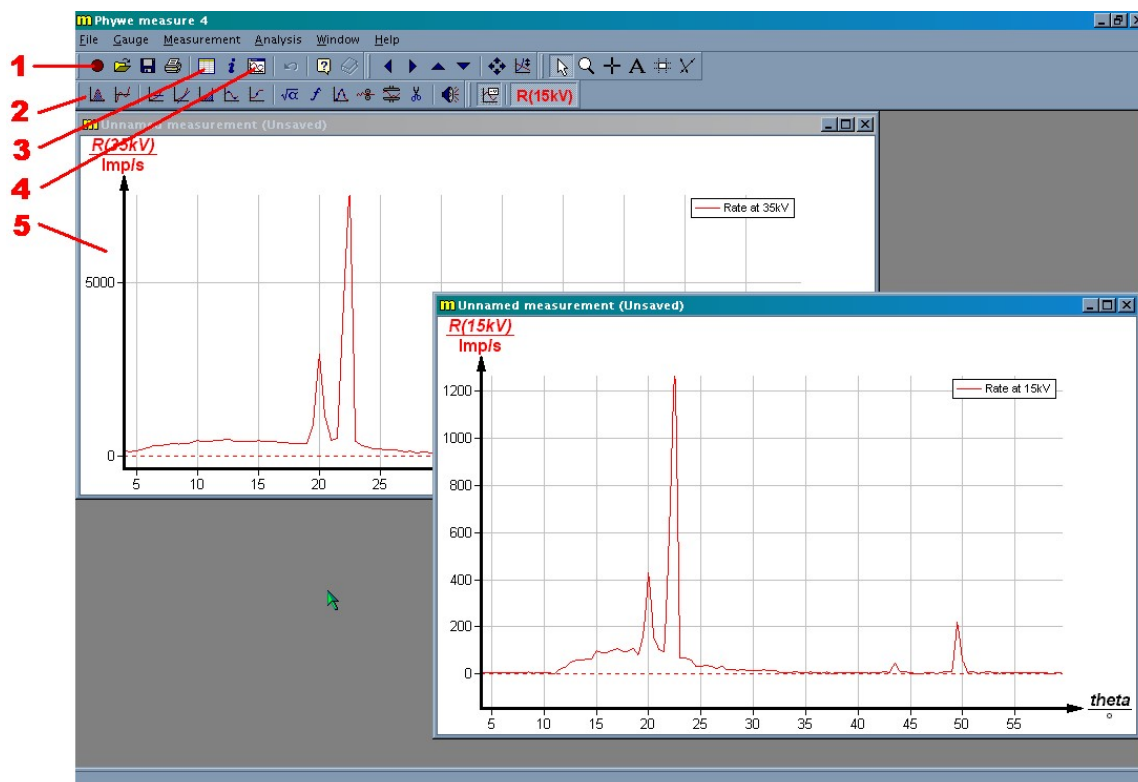 Phywe measure 4
File Gauge Measurement Analysis Window Help
1
2
3
4
5
R(15kV)
Unnamed measurement (Unsaved)
R(35kV)
Imp/s
Rate at 35kV
5000
0
5 10 15 20 25
Unnamed measurement (Unsaved)
R(15kV)
Imp/s
Rate at 15kV
1200
1000
800
600
400
200
0
5 10 15 20 25 30 35 40 45 50 55
theta
°